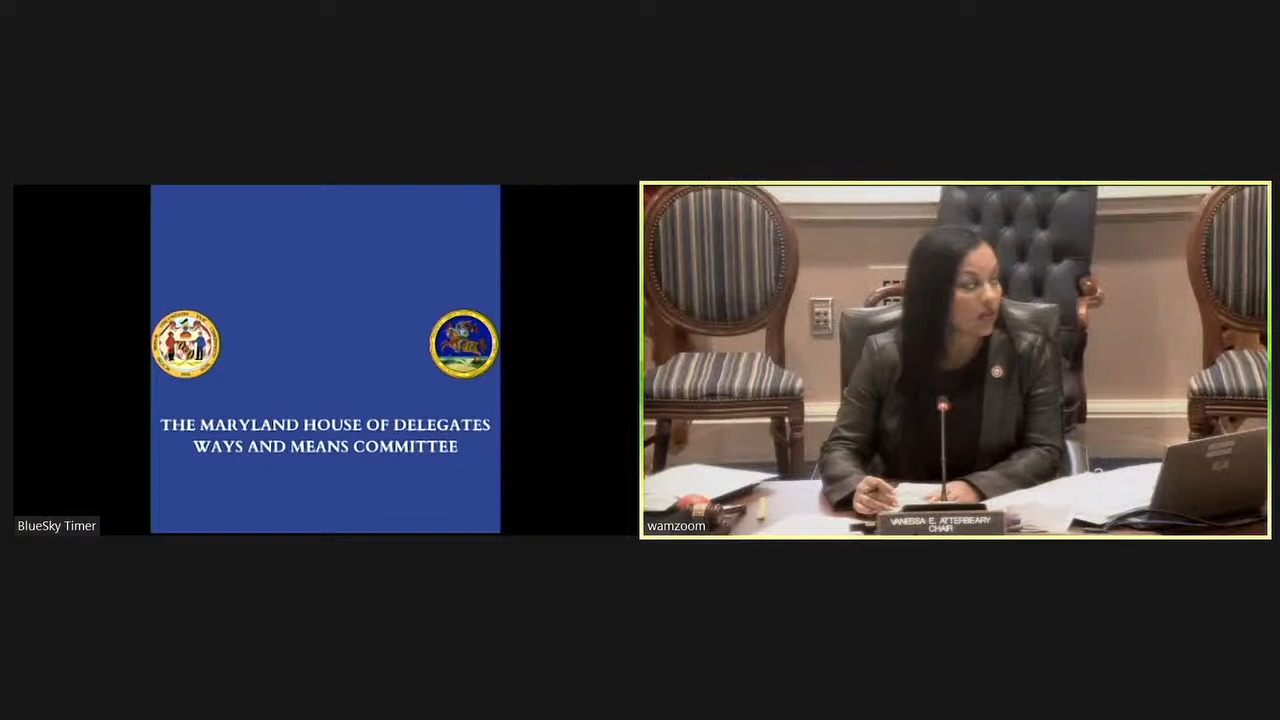 THE MARYLAND HOUSE OF DELEGATES
WAYS AND MEANS COMMITTEE
BlueSky Timer
wamzoom
VANESSA E. ATTERBEARY
CHAIR